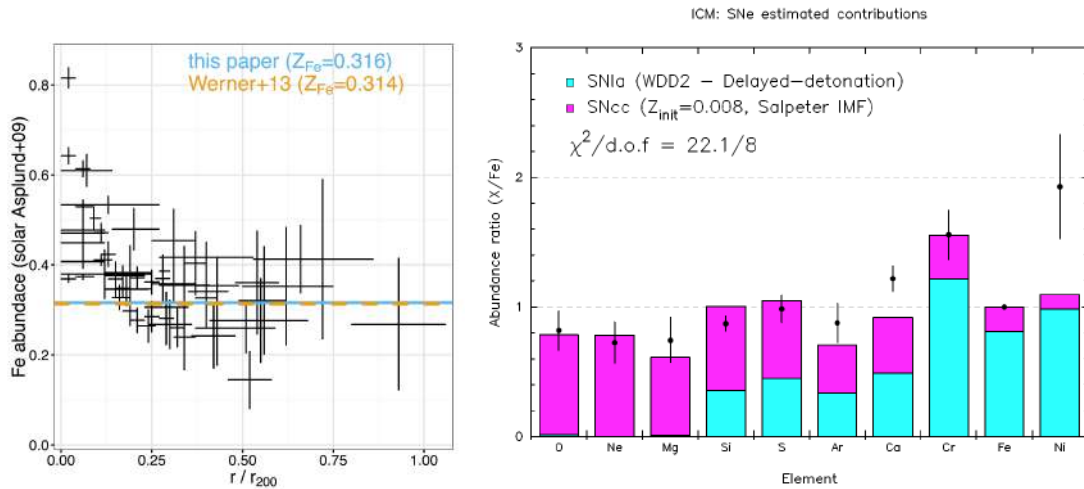 Fe abundace (solar Asplund+09)
0.8
0.6
0.4
0.2
0.0
this paper (Z_Fe=0.316)
Werner+13 (Z_Fe=0.314)
0.00
0.25
0.50
0.75
1.00
r / r_200
ICM: SNe estimated contributions
Abundance ratio (X/Fe)
3
2
1
0
SNIa (WDD2 – Delayed–detonation)
SNcc (Z_init=0.008, Salpeter IMF)
χ²/d.o.f = 22.1/8
O Ne Mg Si S Ar Ca Cr Fe Ni
Element